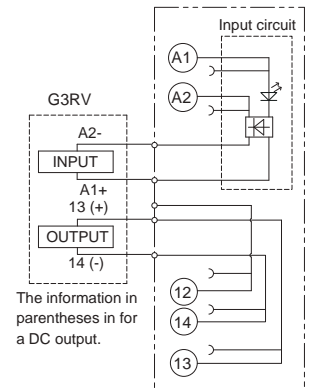 Input circuit
A1
A2
G3RV
A2-
INPUT
A1+
13 (+)
OUTPUT
14 (-)
12
14
13
The information in
parentheses in for
a DC output.